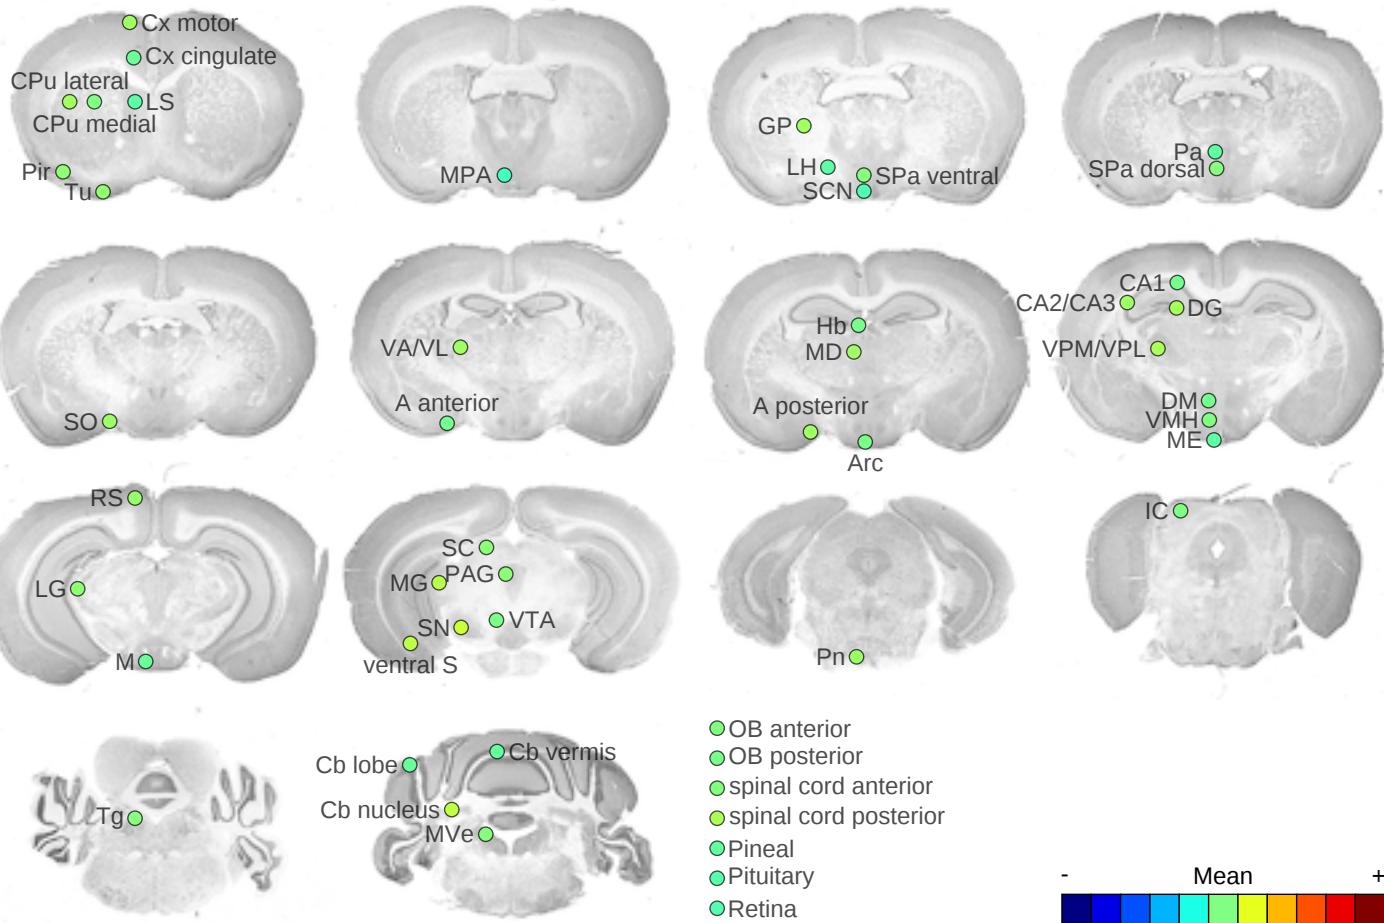 Cx motor
Cx cingulate
CPu lateral
LS
CPu medial
Pir
Tu
MPA
GP
LH
SPa ventral
SCN
Pa
SPa dorsal
SO
VA/VL
A anterior
Hb
MD
A posterior
Arc
CA1
CA2/CA3
DG
VPM/VPL
DM
VMH
ME
RS
LG
M
SC
MG
PAG
SN
VTA
ventral S
Pn
IC
Tg
Cb lobe
Cb vermis
Cb nucleus
MVe
OB anterior
OB posterior
spinal cord anterior
spinal cord posterior
Pineal
Pituitary
Retina
- Mean +